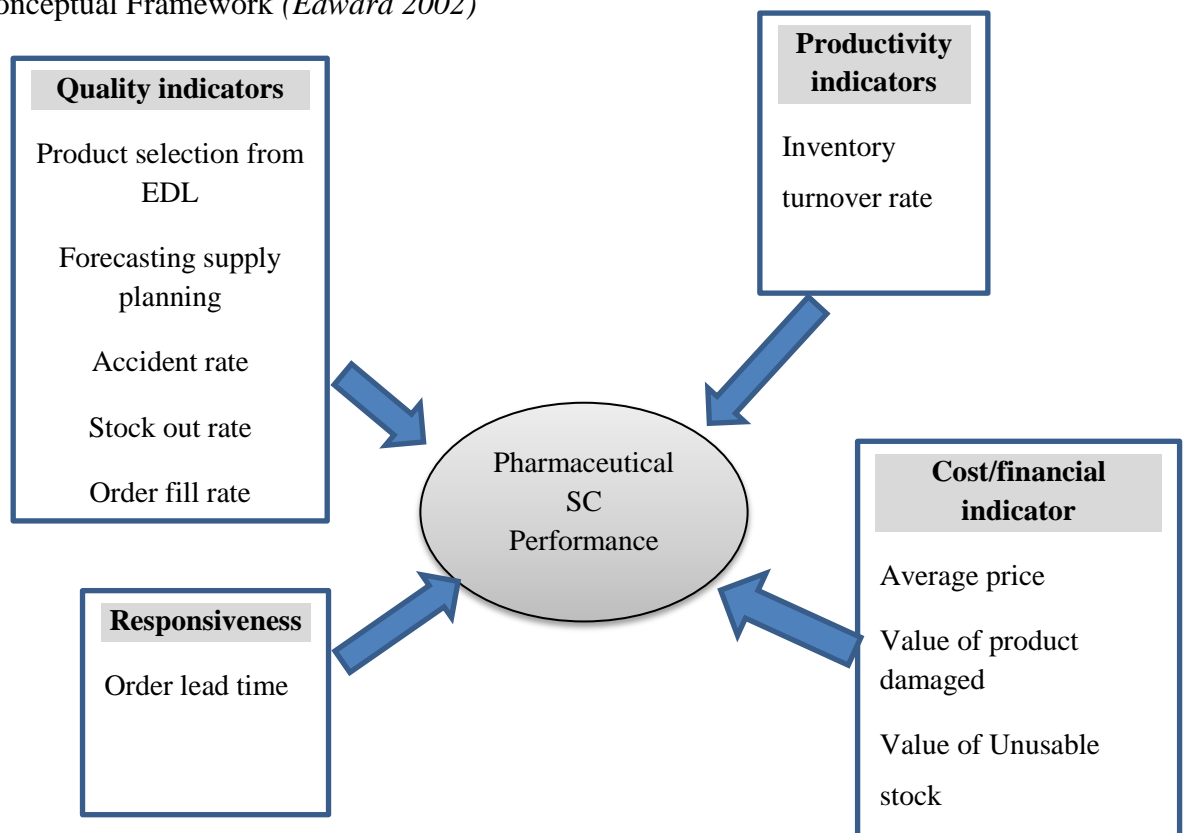 onceptual Framework (Edward 2002)
Quality indicators
Product selection from
EDL
Forecasting supply
planning
Accident rate
Stock out rate
Order fill rate
Productivity
indicators
Inventory
turnover rate
Pharmaceutical
SC
Performance
Responsiveness
Order lead time
Cost/financial
indicator
Average price
Value of product
damaged
Value of Unusable
stock